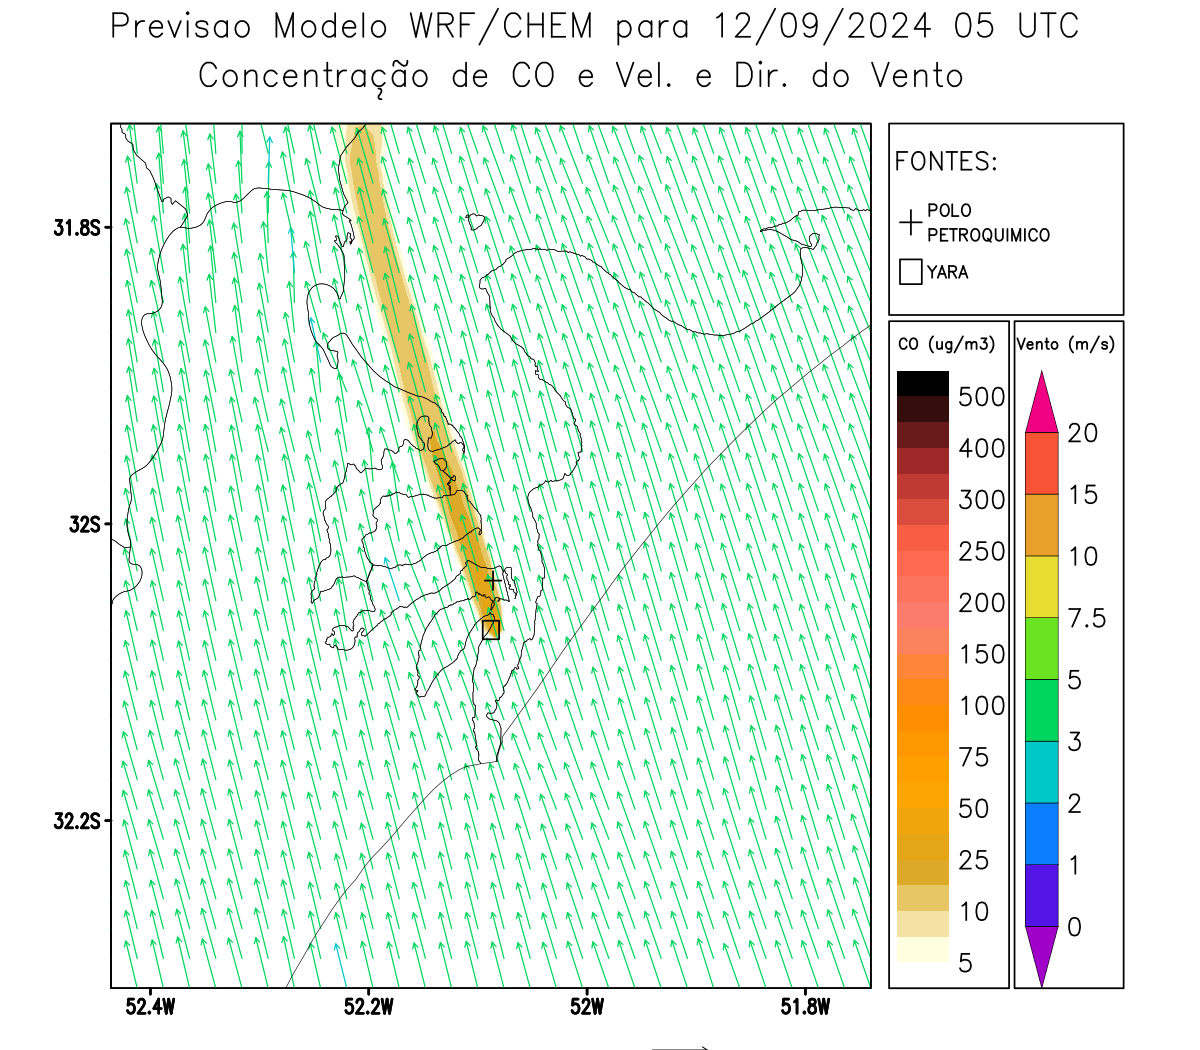 Previsao Modelo WRF/CHEM para 12/09/2024 05 UTC
Concentração de CO e Vel. e Dir. do Vento
FONTES:
POLO
PETROQUIMICO
YARA
31.8S
32S
32.2S
52.4W
52.2W
52W
51.8W
CO (ug/m3)
500
400
300
250
200
150
100
75
50
25
10
5
Vento (m/s)
20
15
10
7.5
5
3
2
1
0